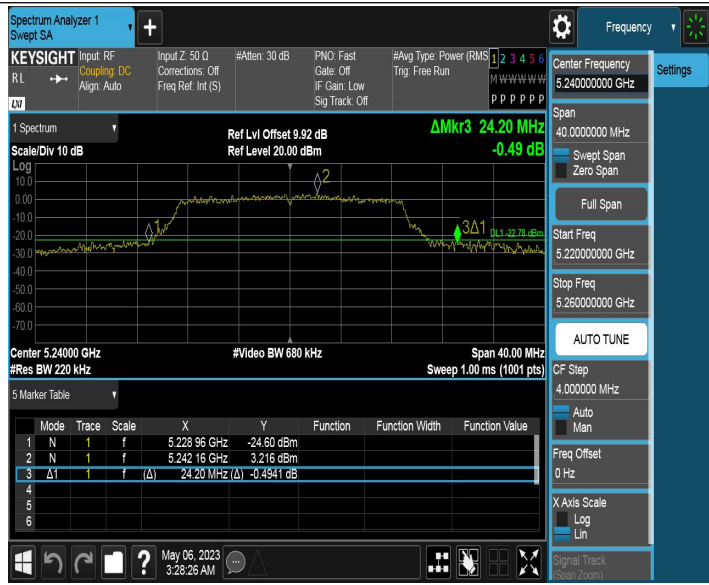 Spectrum Analyzer 1
Swept SA
+
Frequency
KEYSIGHT
Input: RF
Input Z: 50 Ω
#Atten: 30 dB
PNO: Fast
#Avg Type: Power (RMS
1 2 3 4 5 6
RL
Coupling: DC
Corrections: Off
Gate: Off
Trig: Free Run
M W W W W W
Align: Auto
Freq Ref: Int (S)
IF Gain: Low
Sig Track: Off
P P P P P P
LXI
1 Spectrum
Ref Lvl Offset 9.92 dB
ΔMkr3 24.20 MHz
Scale/Div 10 dB
Ref Level 20.00 dBm
-0.49 dB
Log
10.0
0.00
-10.0
-20.0
-30.0
-40.0
-50.0
-60.0
-70.0
1
2
3Δ1
DL1 -22.78 dBm
Center 5.24000 GHz
#Video BW 680 kHz
Span 40.00 MHz
#Res BW 220 kHz
Sweep 1.00 ms (1001 pts)
5 Marker Table
Mode Trace Scale X Y Function Function Width Function Value
1 N 1 f 5.228 96 GHz -24.60 dBm
2 N 1 f 5.242 16 GHz 3.216 dBm
3 Δ1 1 f (Δ) 24.20 MHz (Δ) -0.4941 dB
4
5
6
?
May 06, 2023
3:28:26 AM
Center Frequency
5.240000000 GHz
Settings
Span
40.0000000 MHz
Swept Span
Zero Span
Full Span
Start Freq
5.220000000 GHz
Stop Freq
5.260000000 GHz
AUTO TUNE
CF Step
4.000000 MHz
Auto
Man
Freq Offset
0 Hz
X Axis Scale
Log
Lin
Signal Track
(Span Zoom)